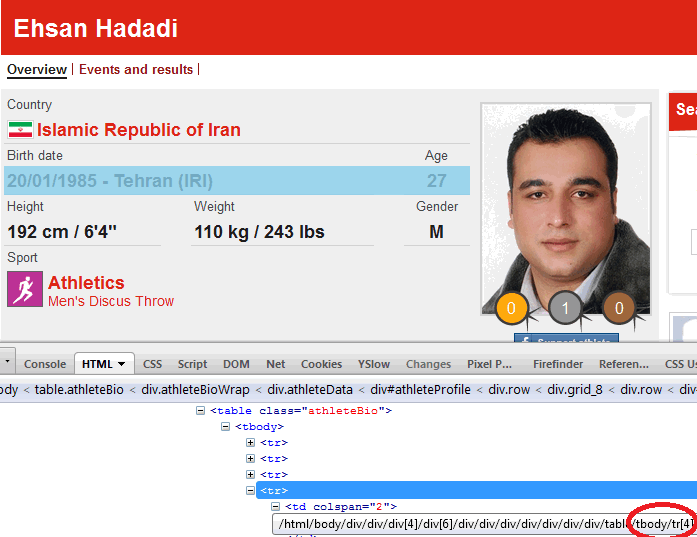 Ehsan Hadadi
Overview | Events and results |
Country
Islamic Republic of Iran
Birth date Age
20/01/1985 - Tehran (IRI) 27
Height Weight Gender
192 cm / 6'4" 110 kg / 243 lbs M
Sport
Athletics
Men's Discus Throw
0 1 0
Support athlete
Sea
Console HTML CSS Script DOM Net Cookies YSlow Changes Pixel P... Firefinder Referen... CSS Us
ody < table.athleteBio < div.athleteBioWrap < div.athleteData < div#athleteProfile < div.row < div.grid_8 < div.row < div
<table class="athleteBio">
<tbody>
<tr>
<tr>
<tr>
<tr>
<td colspan="2">
/html/body/div/div/div[4]/div[6]/div/div/div/div/div/div/div/div/table/tbody/tr[4]